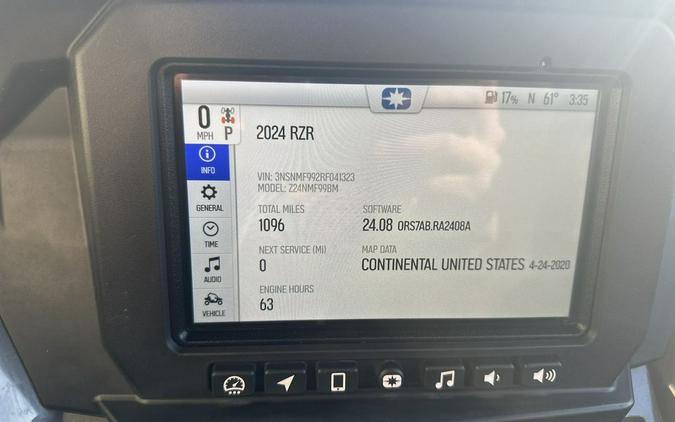 17% N 61° 3:35
0
MPH P
2024 RZR
INFO
VIN: 3NSNMF992RF041323
MODEL: Z24NMF99BM
GENERAL
TOTAL MILES SOFTWARE
1096 24.08 ORS7AB.RA2408A
TIME
NEXT SERVICE (MI) MAP DATA
0 CONTINENTAL UNITED STATES 4-24-2020
AUDIO
ENGINE HOURS
63
VEHICLE